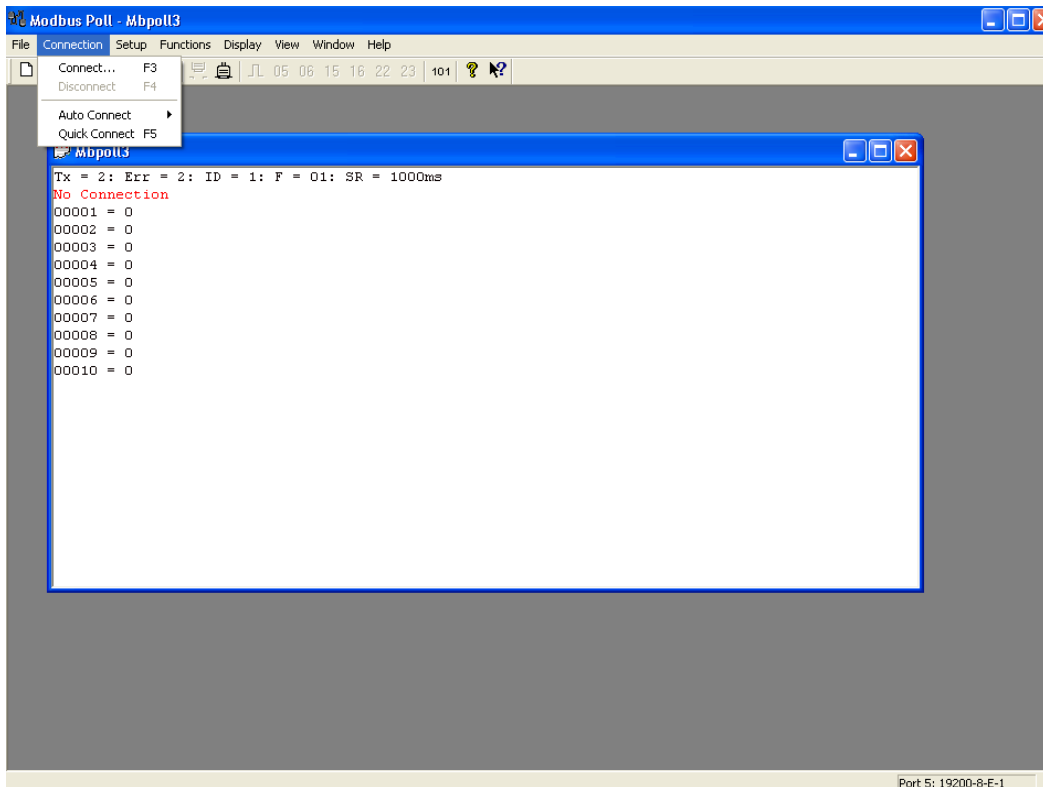 Modbus Poll - Mbpoll3
File Connection Setup Functions Display View Window Help
05 06 15 16 22 23 101
Connect... F3
Disconnect F4
Auto Connect
Quick Connect F5
Mbpoll3
Tx = 2: Err = 2: ID = 1: F = 01: SR = 1000ms
No Connection
00001 = 0
00002 = 0
00003 = 0
00004 = 0
00005 = 0
00006 = 0
00007 = 0
00008 = 0
00009 = 0
00010 = 0
Port 5: 19200-8-E-1